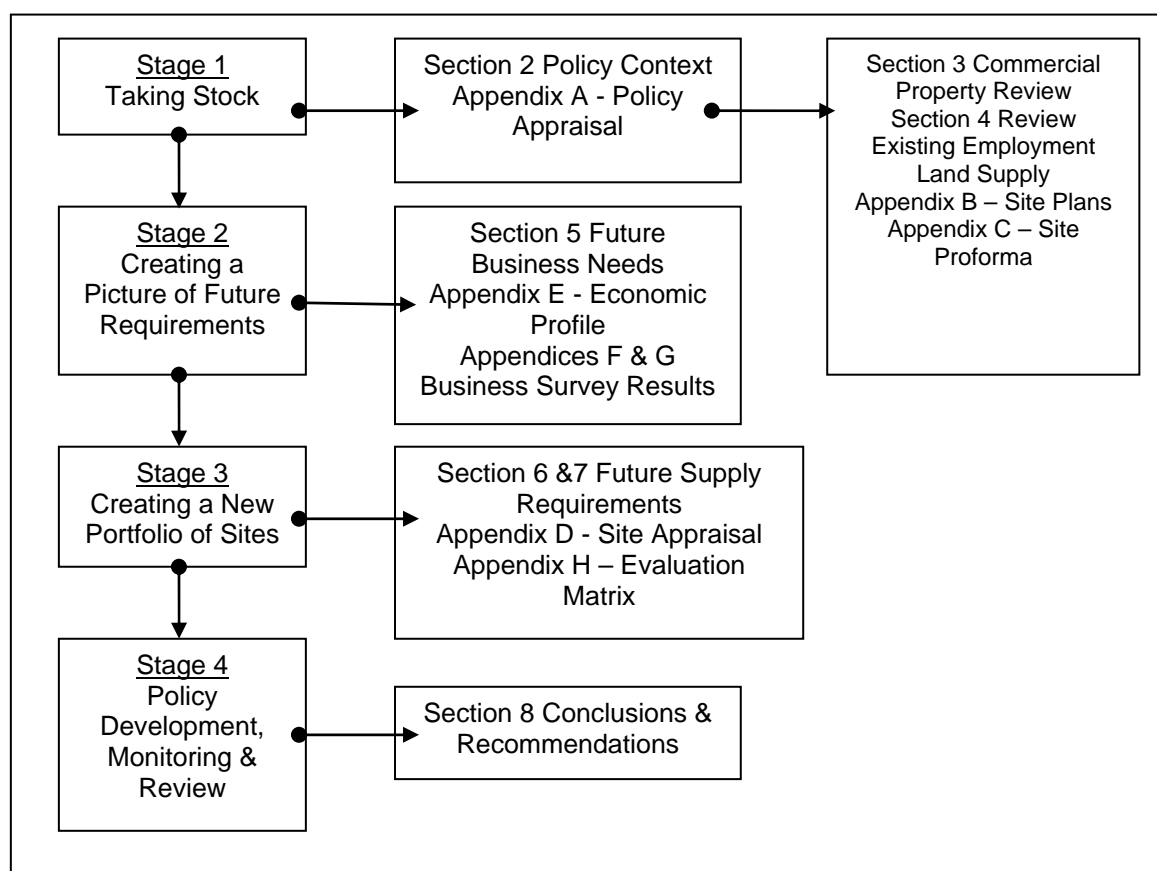 Stage 1
Taking Stock
Section 2 Policy Context
Appendix A - Policy
Appraisal
Section 3 Commercial
Property Review
Section 4 Review
Existing Employment
Land Supply
Appendix B – Site Plans
Appendix C – Site
Proforma
Stage 2
Creating a
Picture of Future
Requirements
Section 5 Future
Business Needs
Appendix E - Economic
Profile
Appendices F & G
Business Survey Results
Stage 3
Creating a New
Portfolio of Sites
Section 6 &7 Future Supply
Requirements
Appendix D - Site Appraisal
Appendix H – Evaluation
Matrix
Stage 4
Policy
Development,
Monitoring &
Review
Section 8 Conclusions &
Recommendations